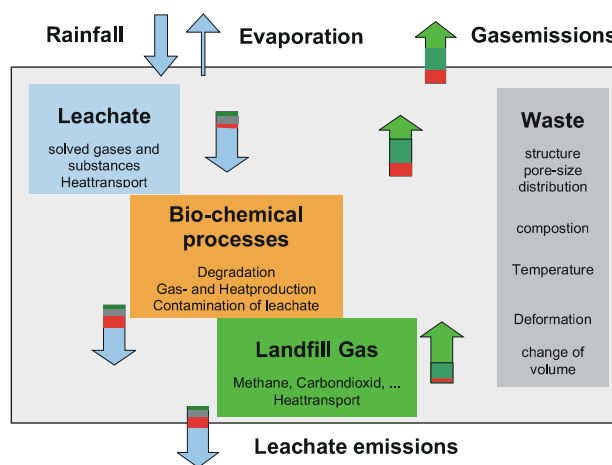 Rainfall
Evaporation
Gasemissions
Leachate
solved gases and
substances
Heattransport
Bio-chemical
processes
Degradation
Gas- and Heatproduction
Contamination of leachate
Landfill Gas
Methane, Carbondioxid, ...
Heattransport
Waste
structure
pore-size
distribution
compostion
Temperature
Deformation
change of
volume
Leachate emissions